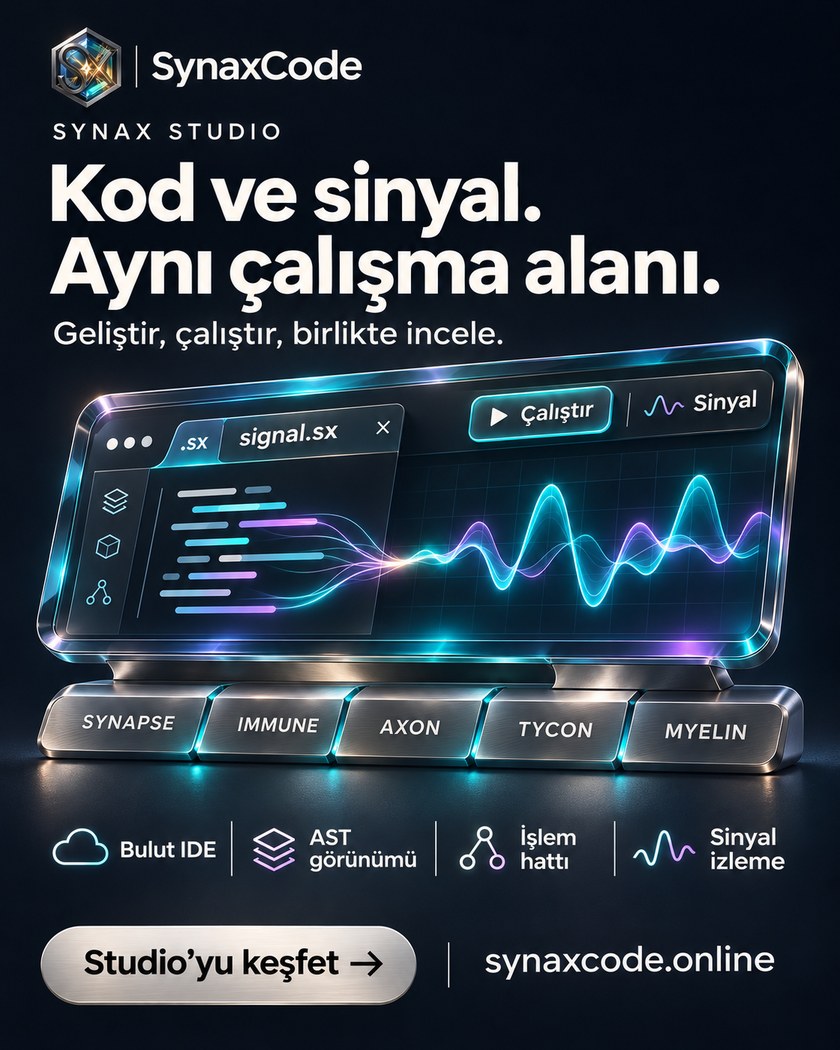 SX
SynaxCode
SYNAX STUDIO
Kod ve sinyal.
Aynı çalışma alanı.
Geliştir, çalıştır, birlikte incele.
.sx
signal.sx
Çalıştır
Sinyal
SYNAPSE
IMMUNE
AXON
TYCON
MYELIN
Bulut IDE
AST
görünümü
İşlem
hattı
Sinyal
izleme
Studio’yu keşfet →
synaxcode.online